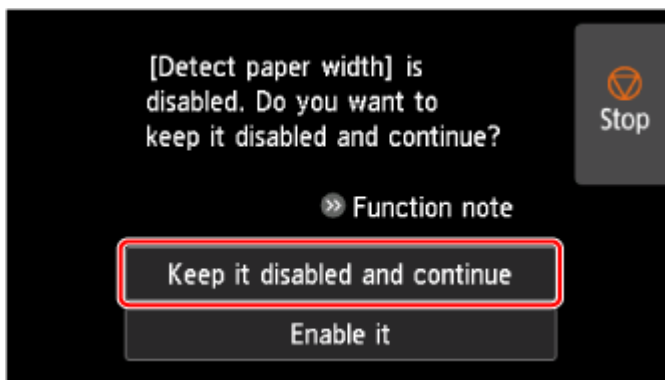 [Detect paper width] is
disabled. Do you want to
keep it disabled and continue?
Stop
Function note
Keep it disabled and continue
Enable it